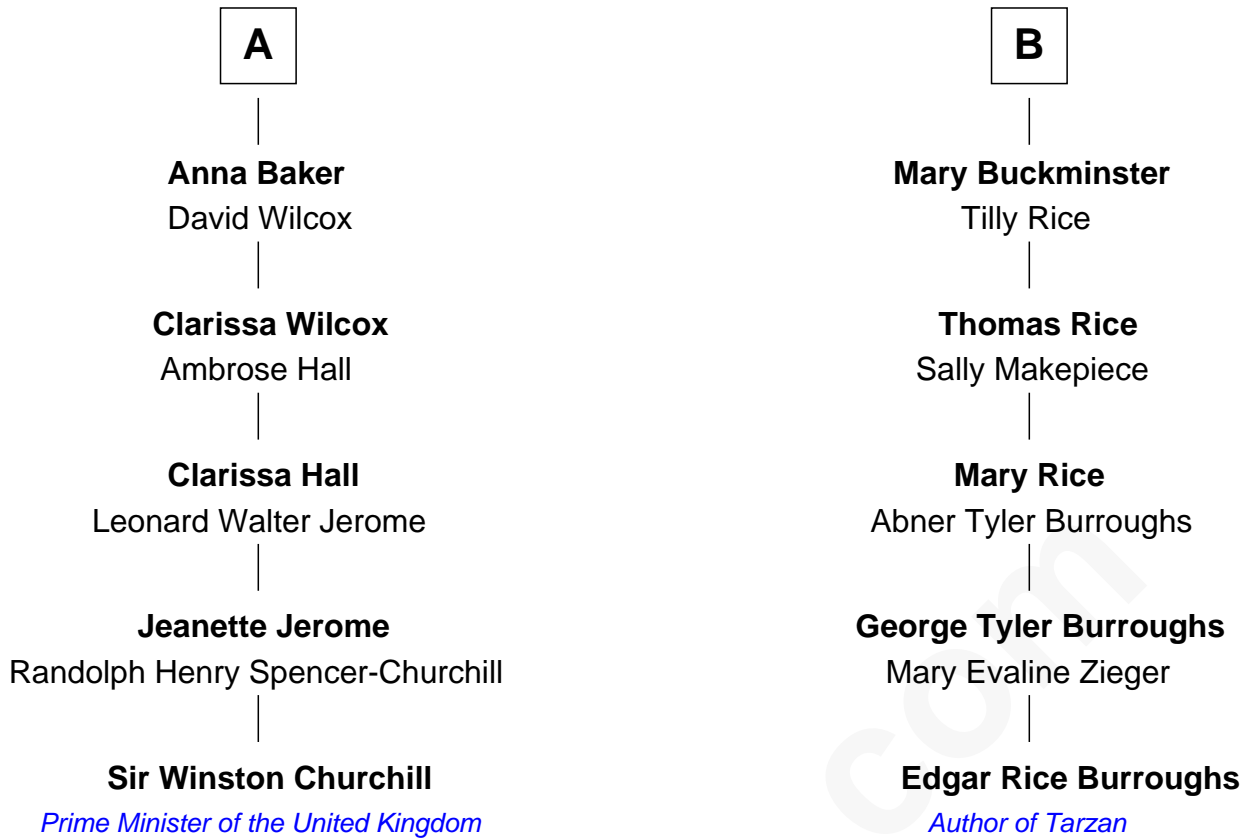 A
Anna Baker
David Wilcox
Clarissa Wilcox
Ambrose Hall
Clarissa Hall
Leonard Walter Jerome
Jeanette Jerome
Randolph Henry Spencer-Churchill
Sir Winston Churchill
Prime Minister of the United Kingdom
B
Mary Buckminster
Tilly Rice
Thomas Rice
Sally Makepiece
Mary Rice
Abner Tyler Burroughs
George Tyler Burroughs
Mary Evaline Zieger
Edgar Rice Burroughs
Author of Tarzan
com